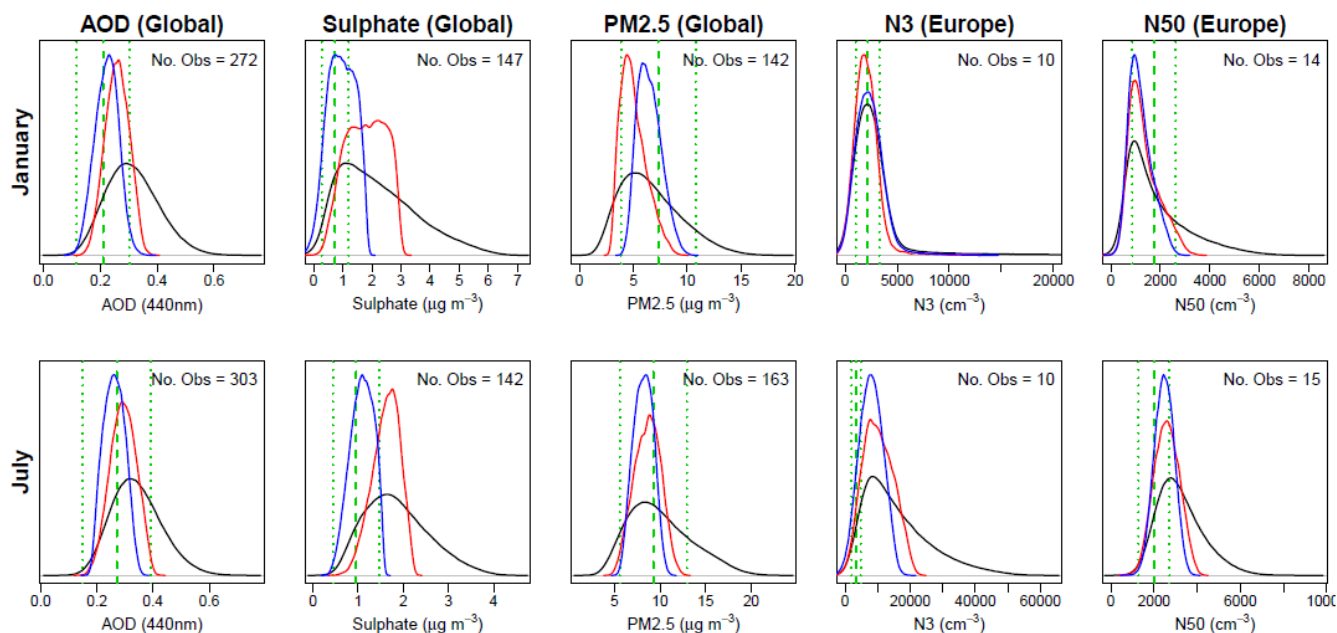 AOD (Global) Sulphate (Global) PM2.5 (Global) N3 (Europe) N50 (Europe)
January
No. Obs = 272
0.0 0.2 0.4 0.6
AOD (440nm)
No. Obs = 147
0 1 2 3 4 5 6 7
Sulphate (μg m⁻³)
No. Obs = 142
0 5 10 15 20
PM2.5 (μg m⁻³)
No. Obs = 10
0 5000 10000 20000
N3 (cm⁻³)
No. Obs = 14
0 2000 4000 8000
N50 (cm⁻³)
July
No. Obs = 303
0.0 0.2 0.4 0.6
AOD (440nm)
No. Obs = 142
0 1 2 3 4
Sulphate (μg m⁻³)
No. Obs = 163
5 10 15 20
PM2.5 (μg m⁻³)
No. Obs = 10
0 20000 40000 60000
N3 (cm⁻³)
No. Obs = 15
0 2000 4000 6000 1000
N50 (cm⁻³)